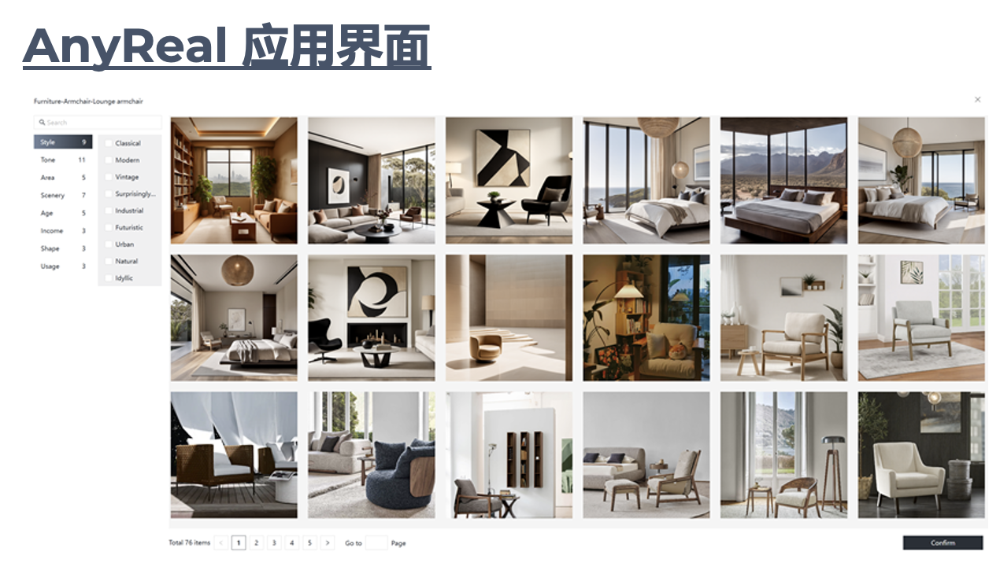 AnyReal 应用界面
Furniture-Armchair-Lounge armchair
Search
Style 9
Tone 11
Area 5
Scenery 7
Age 5
Income 3
Shape 3
Usage 3
Classical
Modern
Vintage
Surprisingly...
Industrial
Futuristic
Urban
Natural
Idyllic
Total 76 items < 1 2 3 4 5 > Go to Page
Confirm